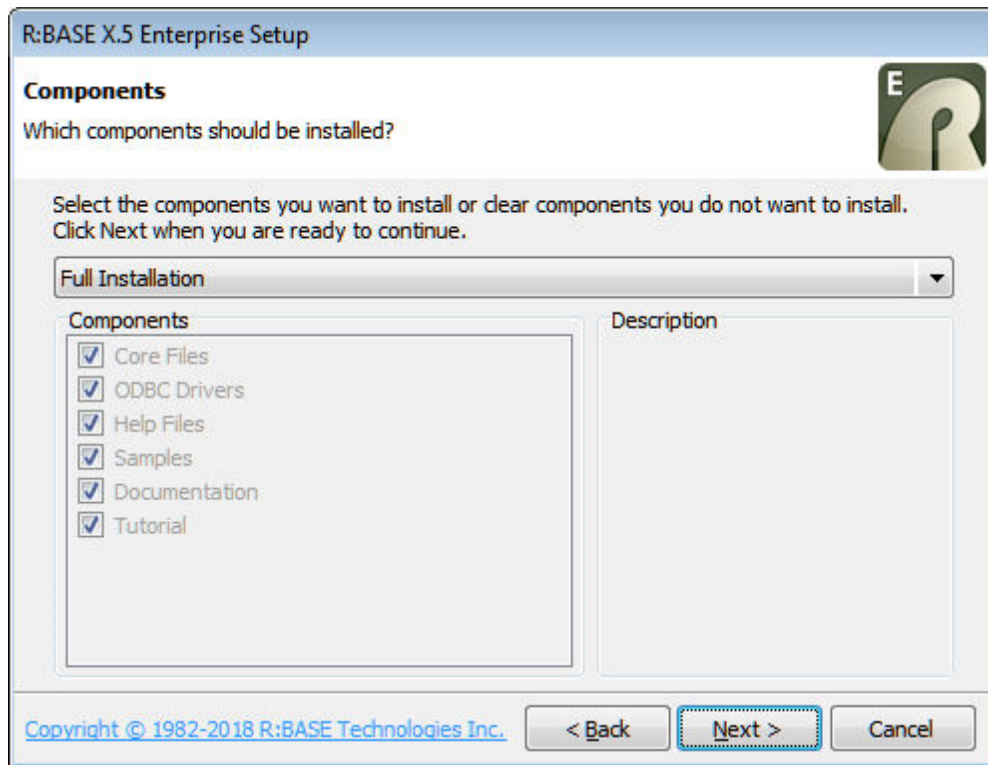 R:BASE X.5 Enterprise Setup
Components
Which components should be installed?
E
Select the components you want to install or clear components you do not want to install.
Click Next when you are ready to continue.
Full Installation
Components
Description
Core Files
ODBC Drivers
Help Files
Samples
Documentation
Tutorial
Copyright © 1982-2018 R:BASE Technologies Inc.
< Back
Next >
Cancel